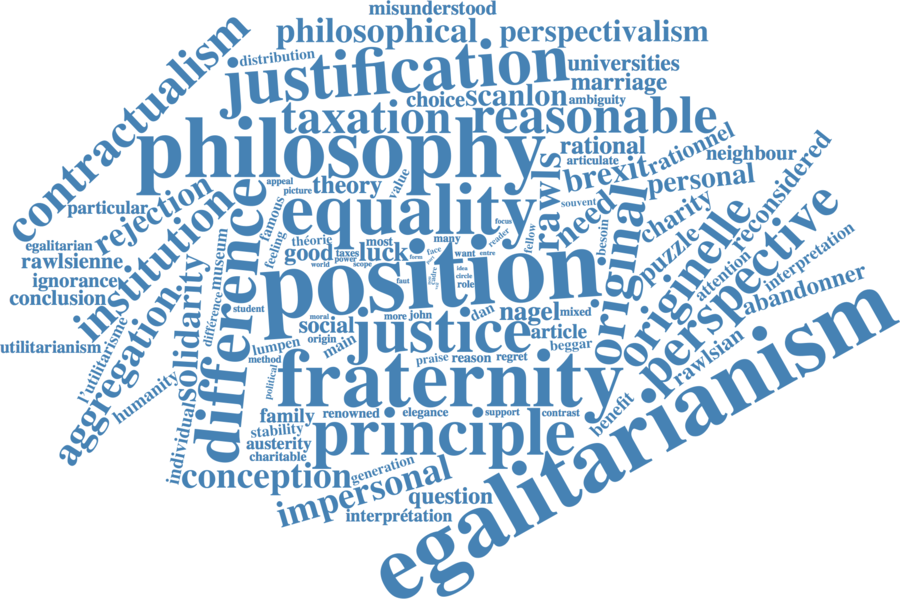 misunderstood
philosophical
perspectivalism
contractualism
distribution
justification
universities
marriage
choice
scanlon
ambiguity
taxation
reasonable
philosophy
rational
articulate
rationnel
neighbour
brexit
personal
reconsidered
appeal
picture
theory
value
rawls
souvent
need
charity
particular
rejection
institution
difference
famous
equality
focus
reader
fellow
besoin
original
puzzle
originelle
attention
perspective
interpretation
egalitarian
rawlsienne
ignorance
conclusion
museum
feeling
théorie
good
world
taxes
power
luck
scope
most
form
many
face
want
entre
idea
circle
role
faut
position
abandonner
utilitarianism
l'utilitarisme
aggregation
solidarity
différence
student
moral
social
origin
more
john
justice
dan
nagel
mixed
article
beggar
rawlsian
egalitarianism
humanity
lumpen
method
main
political
praise
reason
regret
fraternity
individual
family
renowned
elegance
support
contrast
benefit
stability
austerity
charitable
principle
conception
generation
impersonal
question
interprétation